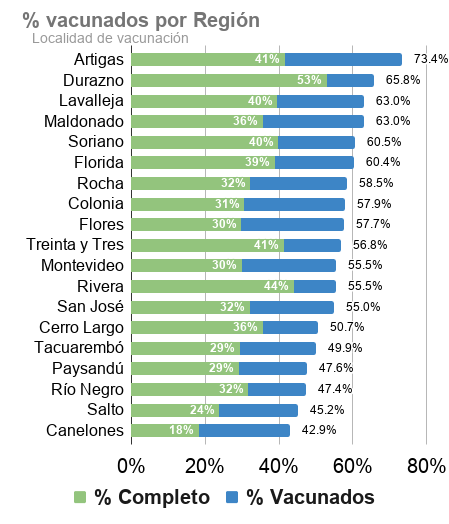 % vacunados por Región
Localidad de vacunación
Artigas 41% 73.4%
Durazno 53% 65.8%
Lavalleja 40% 63.0%
Maldonado 36% 63.0%
Soriano 40% 60.5%
Florida 39% 60.4%
Rocha 32% 58.5%
Colonia 31% 57.9%
Flores 30% 57.7%
Treinta y Tres 41% 56.8%
Montevideo 30% 55.5%
Rivera 44% 55.5%
San José 32% 55.0%
Cerro Largo 36% 50.7%
Tacuarembó 29% 49.9%
Paysandú 29% 47.6%
Río Negro 32% 47.4%
Salto 24% 45.2%
Canelones 18% 42.9%
0% 20% 40% 60% 80%
% Completo % Vacunados